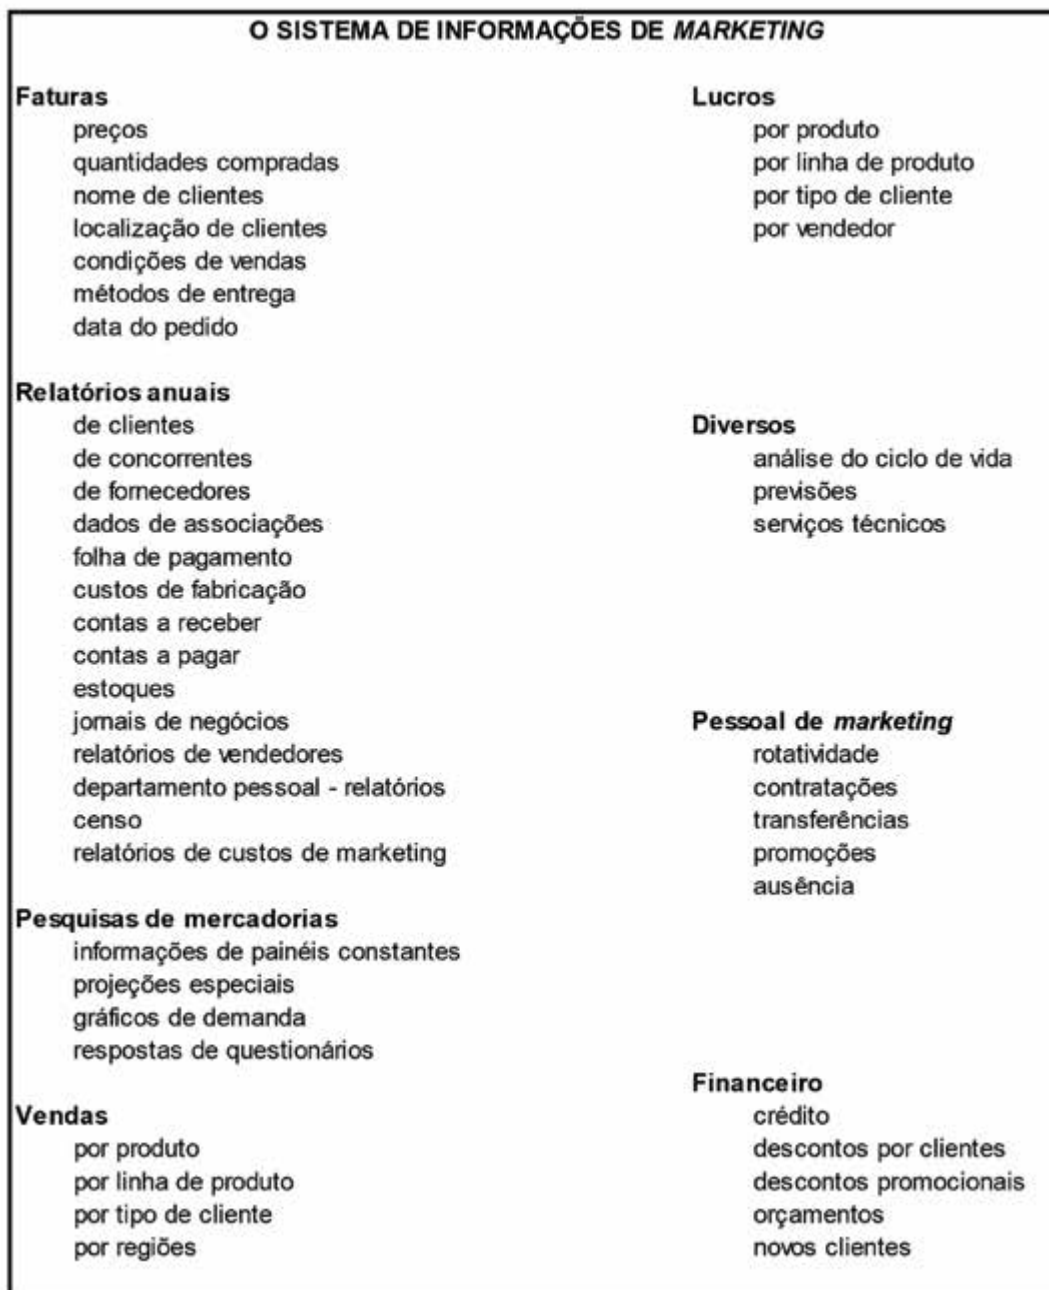 O SISTEMA DE INFORMAÇÕES DE MARKETING
Faturas
preços
quantidades compradas
nome de clientes
localização de clientes
condições de vendas
métodos de entrega
data do pedido
Relatórios anuais
de clientes
de concorrentes
de fornecedores
dados de associações
folha de pagamento
custos de fabricação
contas a receber
contas a pagar
estoques
jornais de negócios
relatórios de vendedores
departamento pessoal - relatórios
censo
relatórios de custos de marketing
Pesquisas de mercadorias
informações de painéis constantes
projeções especiais
gráficos de demanda
respostas de questionários
Vendas
por produto
por linha de produto
por tipo de cliente
por regiões
Lucros
por produto
por linha de produto
por tipo de cliente
por vendedor
Diversos
análise do ciclo de vida
previsões
serviços técnicos
Pessoal de marketing
rotatividade
contratações
transferências
promoções
ausência
Financeiro
crédito
descontos por clientes
descontos promocionais
orçamentos
novos clientes